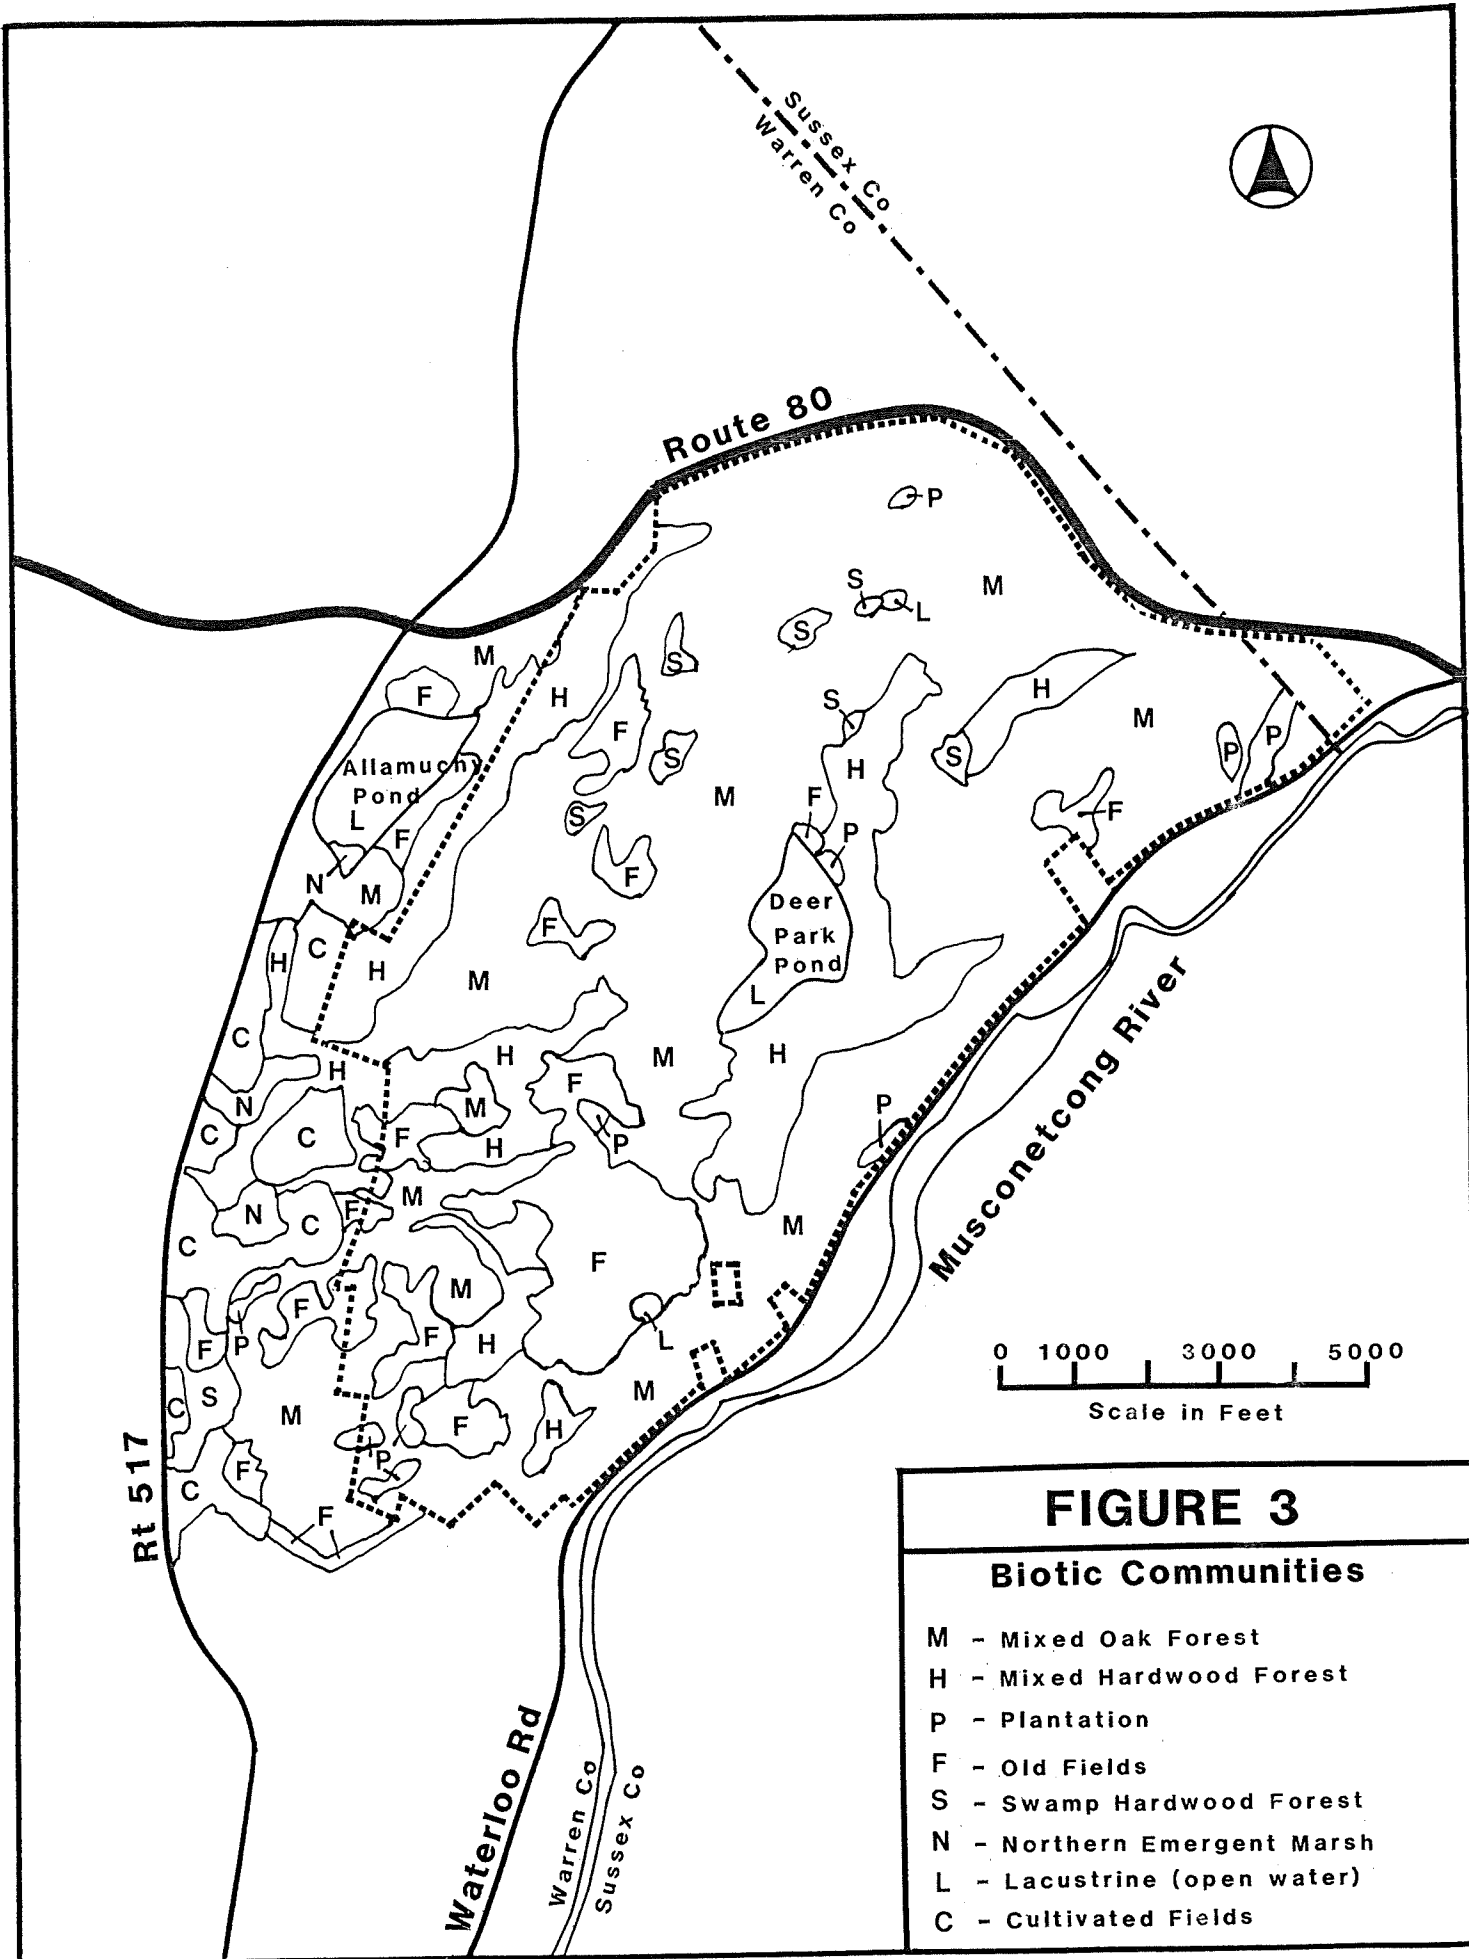 Sussex Co
Warren Co
Route 80
P
S
L
M
S
M
S
F
H
F
S
H
M
S
P
P
Allamuchy
Pond
L
F
S
H
M
F
P
F
S
F
N
M
Deer
Park
Pond
L
F
C
H
H
M
C
H
M
H
H
N
F
M
C
C
F
H
P
P
M
N
C
F
C
M
F
F
M
F
P
F
H
L
M
S
C
M
F
H
P
F
C
F
Musconetcong River
0 1000 3000 5000
Scale in Feet
Rt 517
Waterloo Rd
Warren Co
Sussex Co
FIGURE 3
Biotic Communities
M - Mixed Oak Forest
H - Mixed Hardwood Forest
P - Plantation
F - Old Fields
S - Swamp Hardwood Forest
N - Northern Emergent Marsh
L - Lacustrine (open water)
C - Cultivated Fields